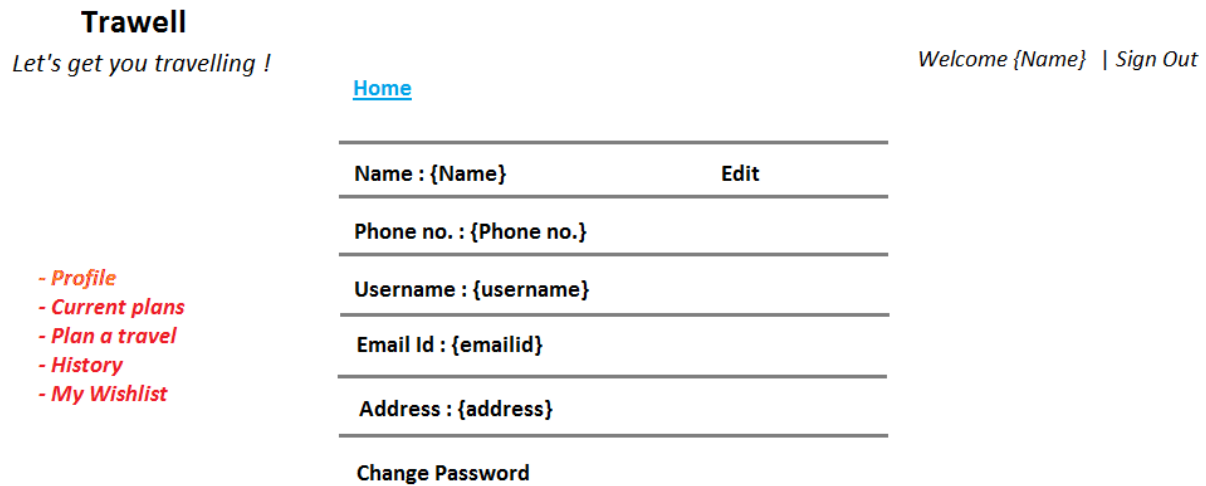 Trawell
Let's get you travelling !
Welcome {Name} | Sign Out
Home
Name : {Name} Edit
Phone no. : {Phone no.}
Username : {username}
Email Id : {emailid}
Address : {address}
Change Password
- Profile
- Current plans
- Plan a travel
- History
- My Wishlist